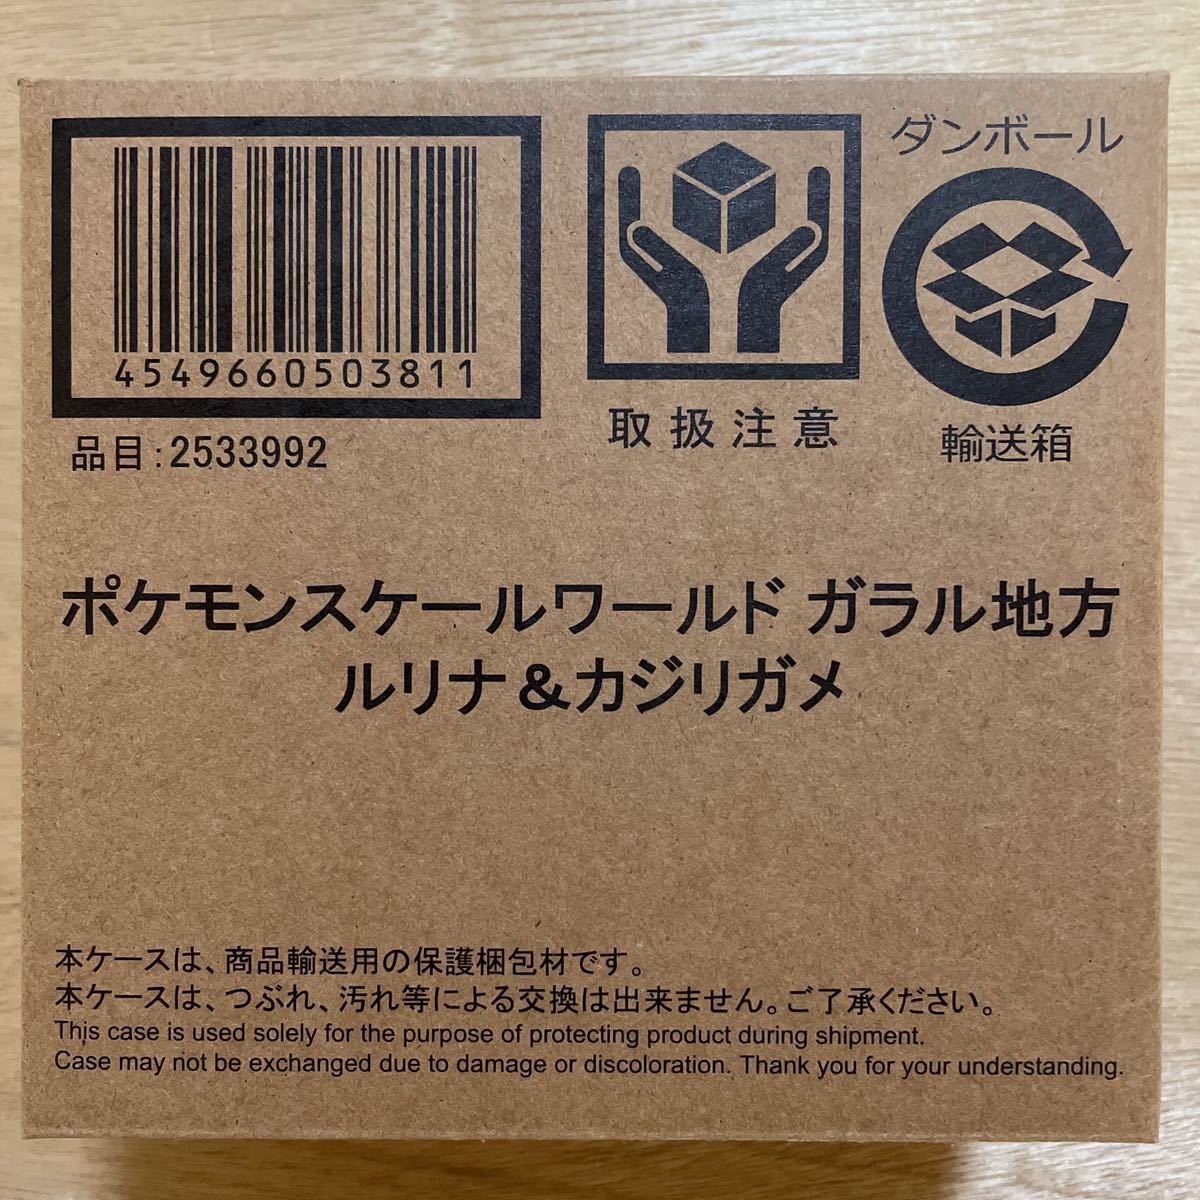 4549660503811
品目:2533992
取扱注意
ダンボール
輸送箱
ポケモンスケールワールド ガラル地方
ルリナ&カジリガメ
本ケースは、商品輸送用の保護梱包材です。
本ケースは、つぶれ、汚れ等による交換は出来ません。ご了承ください。
This case is used solely for the purpose of protecting product during shipment.
Case may not be exchanged due to damage or discoloration. Thank you for your understanding.